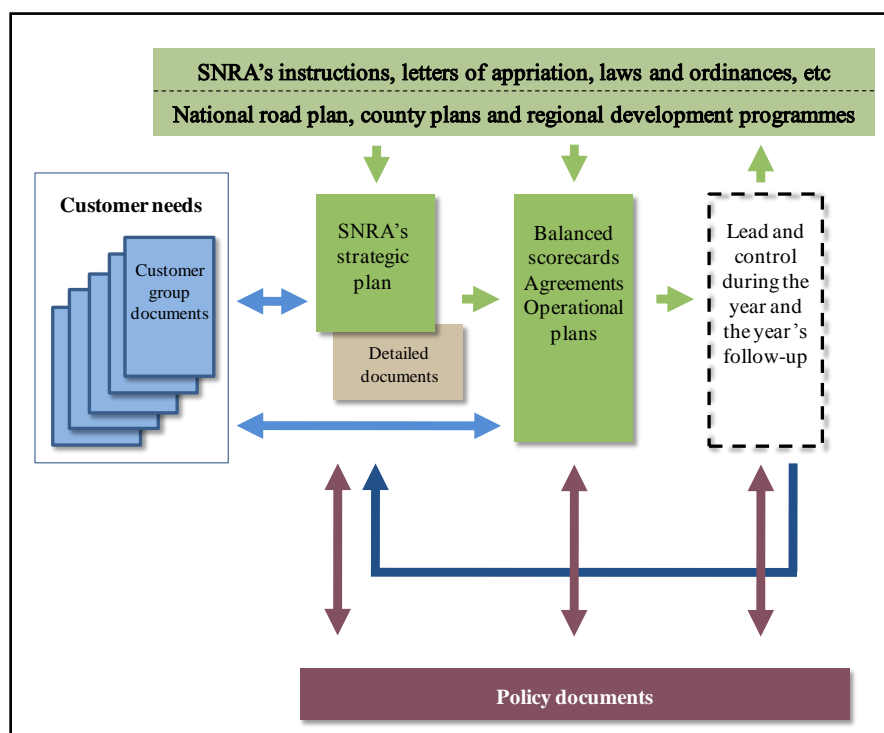 SNRA's instructions, letters of appriation, laws and ordinances, etc
National road plan, county plans and regional development programmes
Customer needs
Customer
group
documents
SNRA's
strategic
plan
Detailed
documents
Balanced
scorecards
Agreements
Operational
plans
Lead and
control
during the
year and
the year's
follow-up
Policy documents